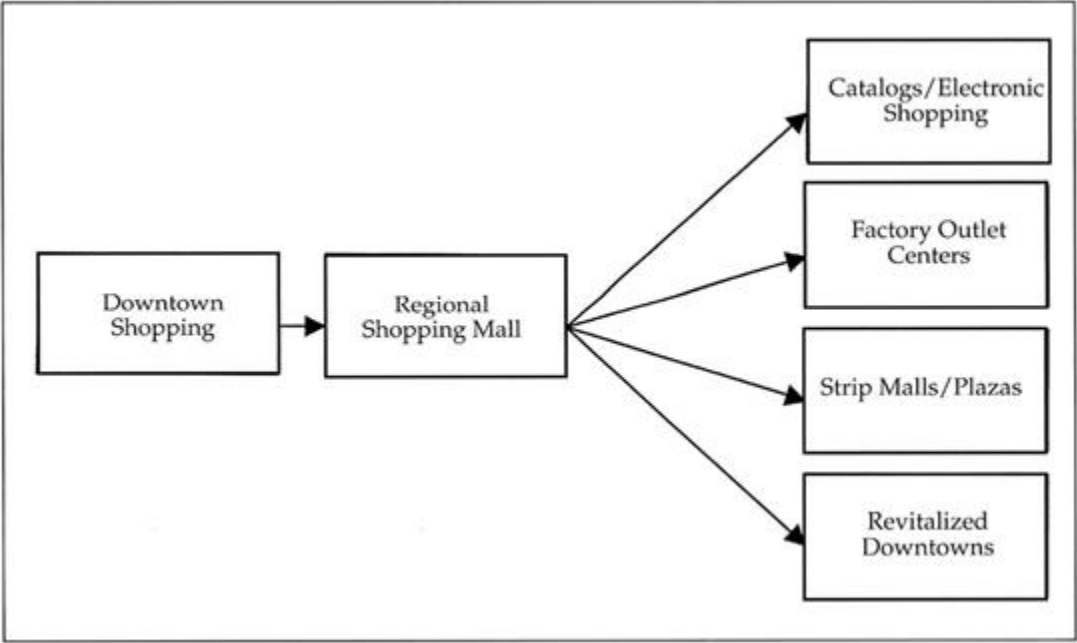 Downtown
Shopping
Regional
Shopping Mall
Catalogs/Electronic
Shopping
Factory Outlet
Centers
Strip Malls/Plazas
Revitalized
Downtowns